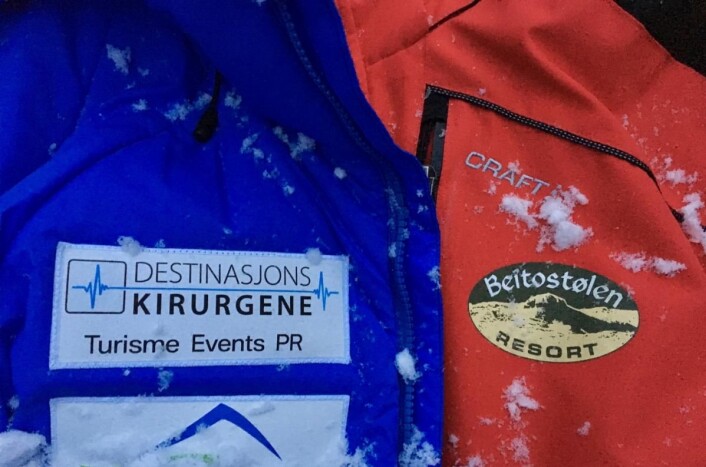 DESTINASJONS
KIRURGENE
Turisme Events PR
CRAFT
Beitostølen
RESORT